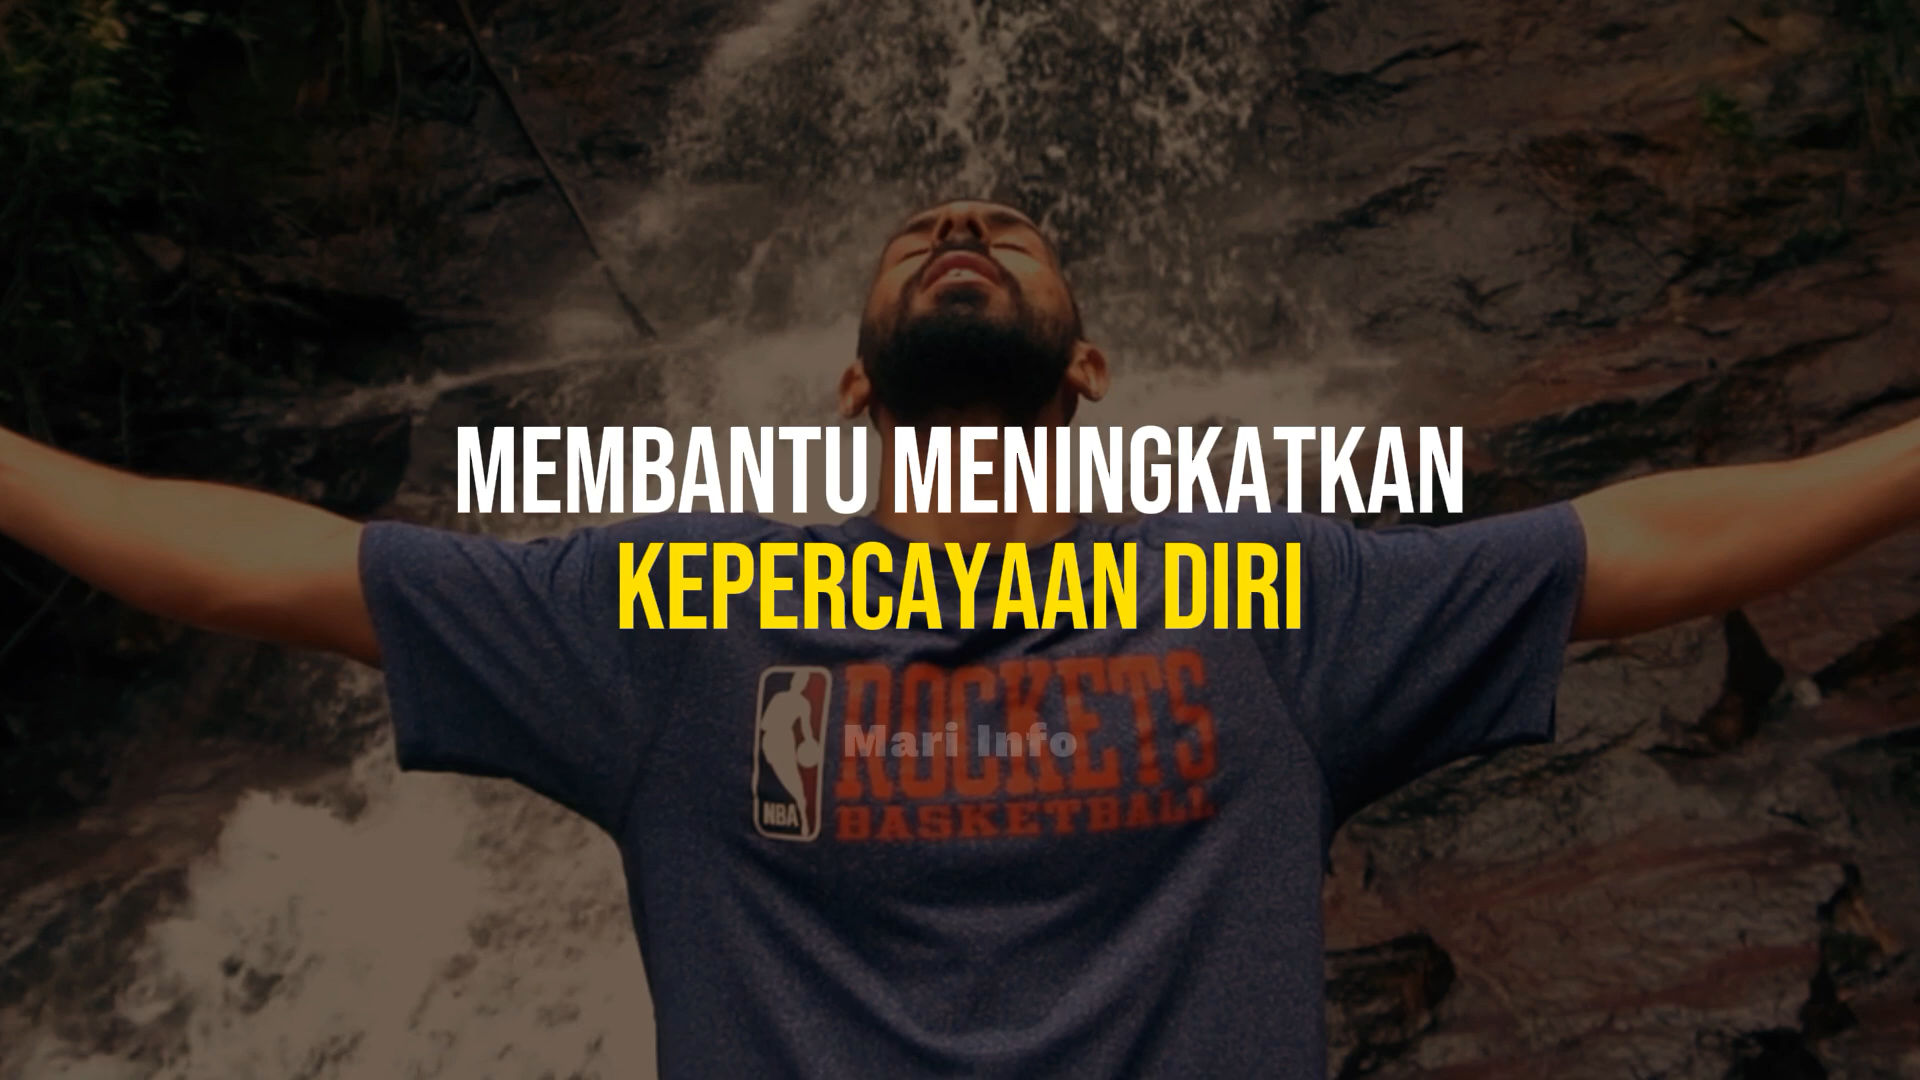 MEMBANTU MENINGKATKAN
KEPERCAYAAN DIRI
ROCKETS
Mari Info
NBA
BASKETBALL